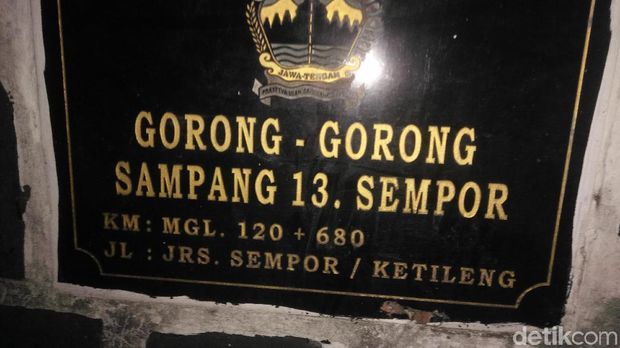 JAWA-TENGAH
GORONG - GORONG
SAMPANG 13. SEMPOR
KM : MGL. 120 + 680
JL : JRS. SEMPOR / KETILENG
detikcom